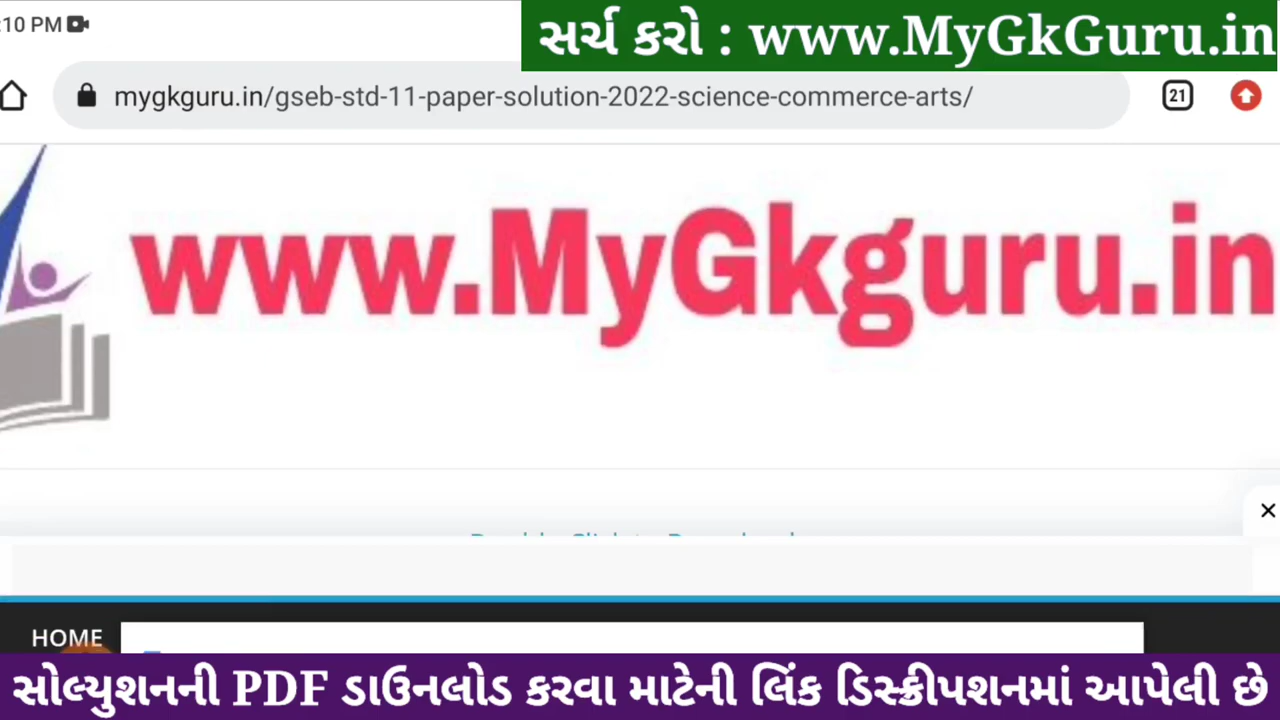 :10 PM
સર્ચ કરો : www.MyGkGuru.in
mygkguru.in/gseb-std-11-paper-solution-2022-science-commerce-arts/
21
www.MyGkguru.in
HOME
સોલ્યુશનની PDF ડાઉનલોડ કરવા માટેની લિંક ડિસ્ક્રીપશનમાં આપેલી છે